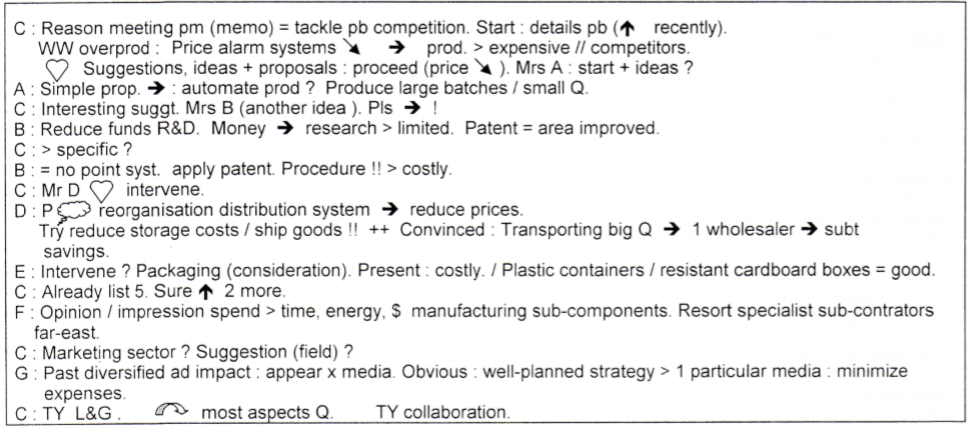 C : Reason meeting pm (memo) = tackle pb competition. Start : details pb (↑ recently).
WW overprod : Price alarm systems ↘ → prod. > expensive // competitors.
♡ Suggestions, ideas + proposals : proceed (price ↘ ). Mrs A : start + ideas ?
A : Simple prop. → : automate prod ? Produce large batches / small Q.
C : Interesting suggt. Mrs B (another idea ). Pls → !
B : Reduce funds R&D. Money → research > limited. Patent = area improved.
C : > specific ?
B : = no point syst. apply patent. Procedure !! > costly.
C : Mr D ♡ intervene.
D : P reorganisation distribution system → reduce prices.
Try reduce storage costs / ship goods !! ++ Convinced : Transporting big Q → 1 wholesaler → subt
savings.
E : Intervene ? Packaging (consideration). Present : costly. / Plastic containers / resistant cardboard boxes = good.
C : Already list 5. Sure ↑ 2 more.
F : Opinion / impression spend > time, energy, $ manufacturing sub-components. Resort specialist sub-contrators
far-east.
C : Marketing sector ? Suggestion (field) ?
G : Past diversified ad impact : appear x media. Obvious : well-planned strategy > 1 particular media : minimize
expenses.
C : TY L&G . most aspects Q. TY collaboration.